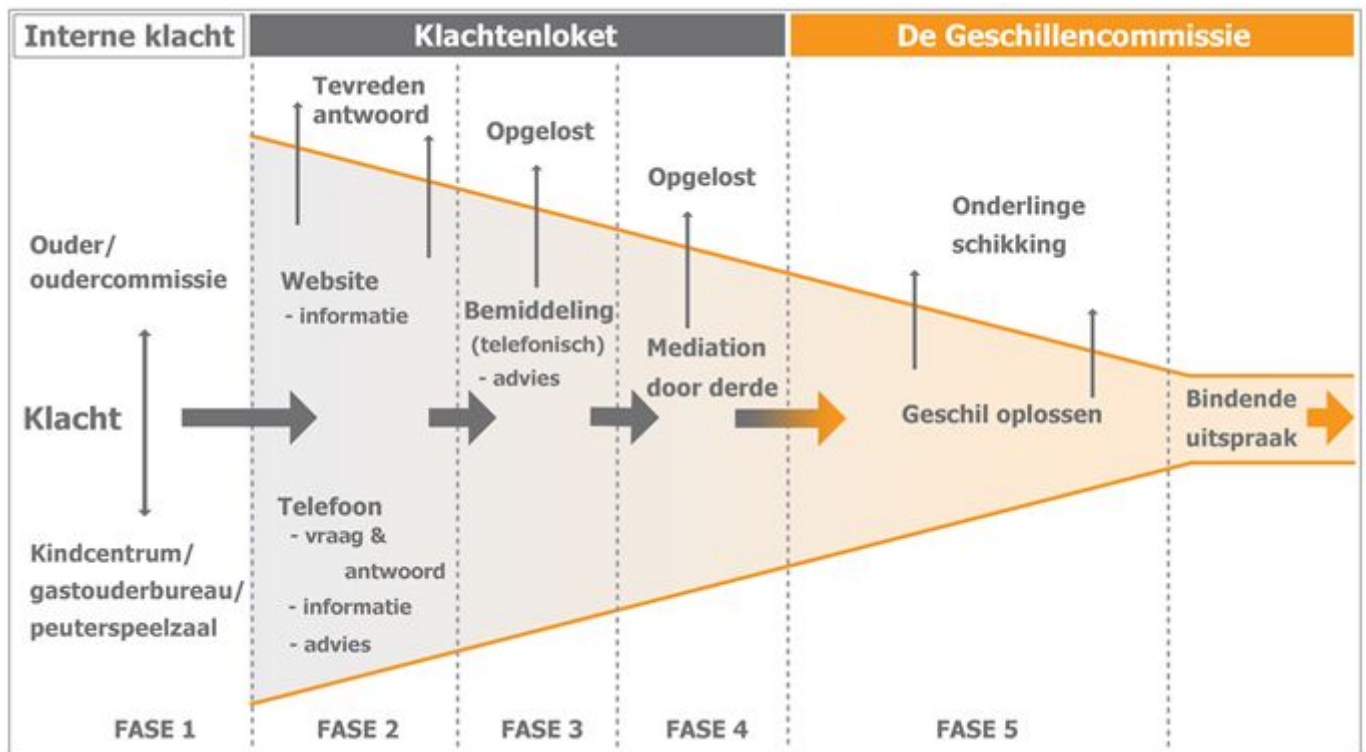 Interne klacht
Klachtenloket
De Geschillencommissie
Ouder/
oudercommissie
Klacht
Kindcentrum/
gastouderbureau/
peuterspeelzaal
Tevreden
antwoord
Website
- informatie
Telefoon
- vraag &
antwoord
- informatie
- advies
Opgelost
Bemiddeling
(telefonisch)
- advies
Opgelost
Mediation
door derde
Onderlinge
schikking
Geschil oplossen
Bindende
uitspraak
FASE 1
FASE 2
FASE 3
FASE 4
FASE 5